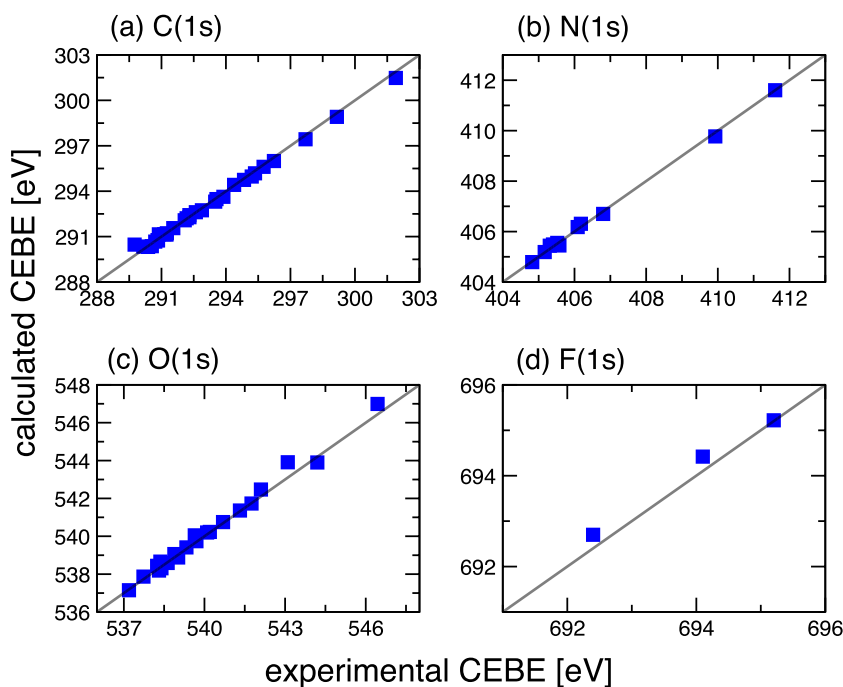 (a) C(1s)
(b) N(1s)
303
300
297
294
291
288
288 291 294 297 300 303
412
410
408
406
404
404 406 408 410 412
(c) O(1s)
(d) F(1s)
548
546
544
542
540
538
536
537 540 543 546
696
694
692
692 694 696
calculated CEBE [eV]
experimental CEBE [eV]